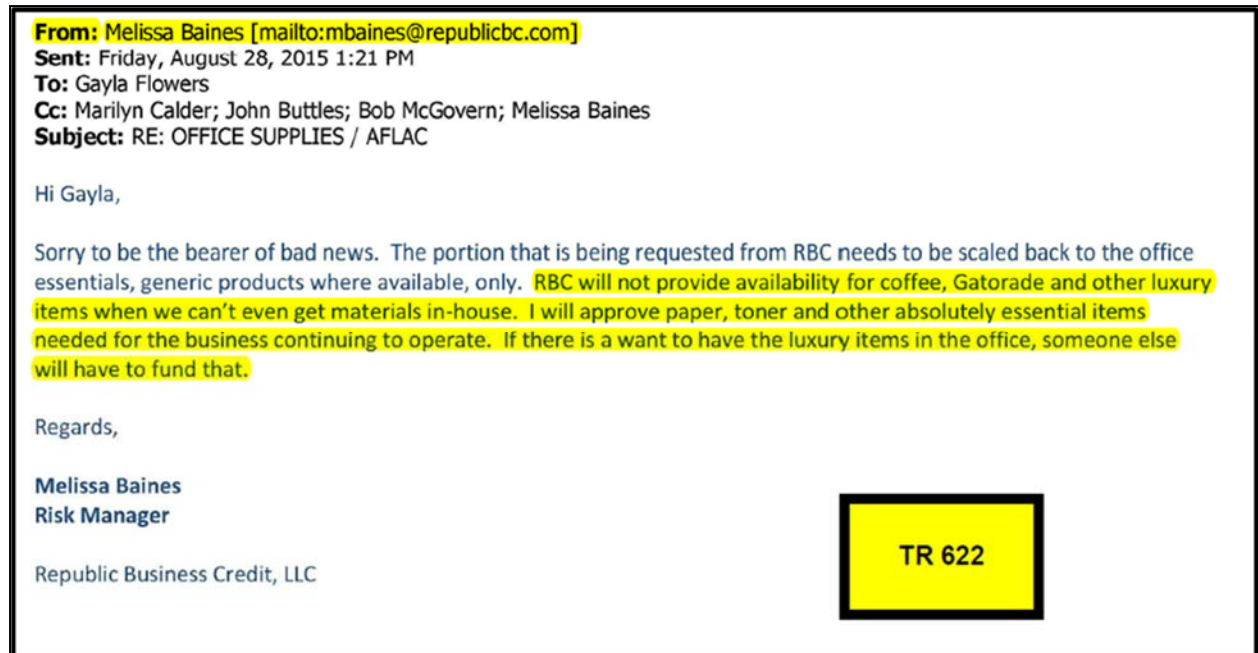 From: Melissa Baines [mailto:mbaines@republicbc.com]
Sent: Friday, August 28, 2015 1:21 PM
To: Gayla Flowers
Cc: Marilyn Calder; John Buttles; Bob McGovern; Melissa Baines
Subject: RE: OFFICE SUPPLIES / AFLAC
Hi Gayla,
Sorry to be the bearer of bad news.  The portion that is being requested from RBC needs to be scaled back to the office
essentials, generic products where available, only.  RBC will not provide availability for coffee, Gatorade and other luxury
items when we can’t even get materials in-house.  I will approve paper, toner and other absolutely essential items
needed for the business continuing to operate.  If there is a want to have the luxury items in the office, someone else
will have to fund that.
Regards,
Melissa Baines
Risk Manager
Republic Business Credit, LLC
TR 622